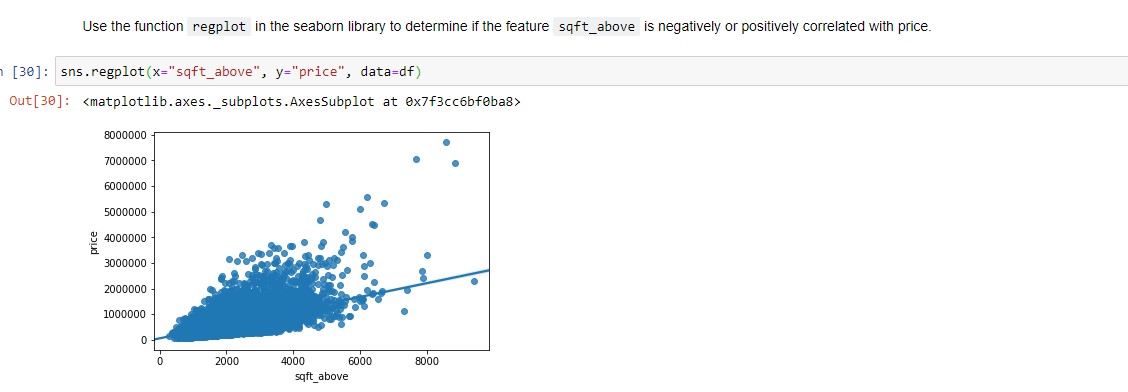 Use the function regplot in the seaborn library to determine if the feature sqft_above is negatively or positively correlated with price.
[30]: sns.regplot(x="sqft_above", y="price", data=df)
Out[30]: <matplotlib.axes._subplots.AxesSubplot at 0x7f3cc6bf0ba8>
8000000
7000000
6000000
5000000
4000000
3000000
2000000
1000000
0
price
0 2000 4000 6000 8000
sqft_above